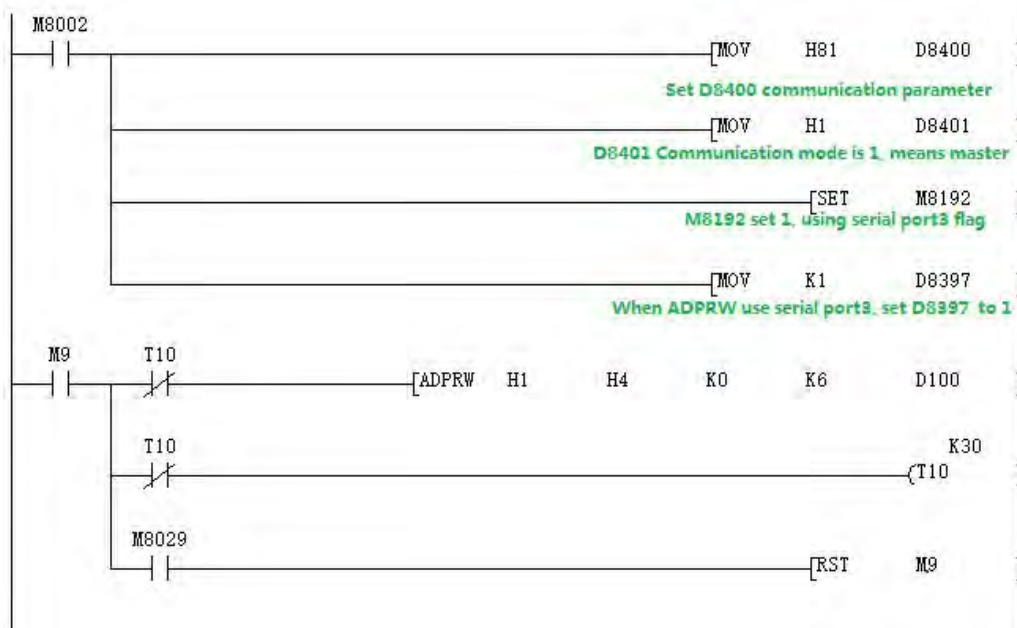 M8002
MOV H81 D8400
Set D8400 communication parameter
MOV H1 D8401
D8401 Communication mode is 1, means master
SET M8192
M8192 set 1, using serial port3 flag
MOV K1 D8397
When ADPRW use serial port3, set D8397 to 1
M9 T10
ADPRW H1 H4 K0 K6 D100
T10 K30
T10
M8029
RST M9